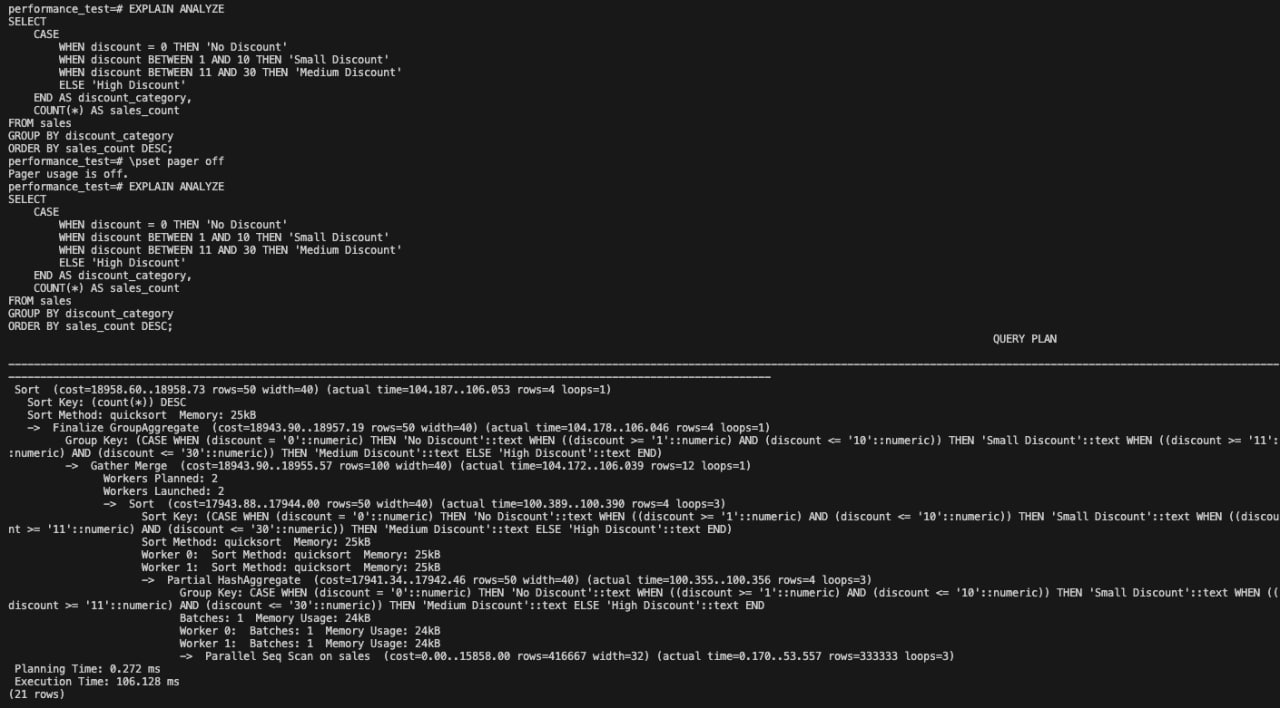 performance_test=# EXPLAIN ANALYZE
SELECT
    CASE
        WHEN discount = 0 THEN 'No Discount'
        WHEN discount BETWEEN 1 AND 10 THEN 'Small Discount'
        WHEN discount BETWEEN 11 AND 30 THEN 'Medium Discount'
        ELSE 'High Discount'
    END AS discount_category,
    COUNT(*) AS sales_count
FROM sales
GROUP BY discount_category
ORDER BY sales_count DESC;
performance_test=# \pset pager off
Pager usage is off.
performance_test=# EXPLAIN ANALYZE
SELECT
    CASE
        WHEN discount = 0 THEN 'No Discount'
        WHEN discount BETWEEN 1 AND 10 THEN 'Small Discount'
        WHEN discount BETWEEN 11 AND 30 THEN 'Medium Discount'
        ELSE 'High Discount'
    END AS discount_category,
    COUNT(*) AS sales_count
FROM sales
GROUP BY discount_category
ORDER BY sales_count DESC;
QUERY PLAN
 Sort  (cost=18958.60..18958.73 rows=50 width=40) (actual time=104.187..106.053 rows=4 loops=1)
   Sort Key: (count(*)) DESC
   Sort Method: quicksort  Memory: 25kB
   ->  Finalize GroupAggregate  (cost=18943.90..18957.19 rows=50 width=40) (actual time=104.178..106.046 rows=4 loops=1)
         Group Key: (CASE WHEN (discount = '0'::numeric) THEN 'No Discount'::text WHEN ((discount >= '1'::numeric) AND (discount <= '10'::numeric)) THEN 'Small Discount'::text WHEN ((discount >= '11':
:numeric) AND (discount <= '30'::numeric)) THEN 'Medium Discount'::text ELSE 'High Discount'::text END)
         ->  Gather Merge  (cost=18943.90..18955.57 rows=100 width=40) (actual time=104.172..106.039 rows=12 loops=1)
               Workers Planned: 2
               Workers Launched: 2
               ->  Sort  (cost=17943.88..17944.00 rows=50 width=40) (actual time=100.389..100.390 rows=4 loops=3)
                     Sort Key: (CASE WHEN (discount = '0'::numeric) THEN 'No Discount'::text WHEN ((discount >= '1'::numeric) AND (discount <= '10'::numeric)) THEN 'Small Discount'::text WHEN ((discou
nt >= '11'::numeric) AND (discount <= '30'::numeric)) THEN 'Medium Discount'::text ELSE 'High Discount'::text END)
                     Sort Method: quicksort  Memory: 25kB
                     Worker 0:  Sort Method: quicksort  Memory: 25kB
                     Worker 1:  Sort Method: quicksort  Memory: 25kB
                     ->  Partial HashAggregate  (cost=17941.34..17942.46 rows=50 width=40) (actual time=100.355..100.356 rows=4 loops=3)
                           Group Key: CASE WHEN (discount = '0'::numeric) THEN 'No Discount'::text WHEN ((discount >= '1'::numeric) AND (discount <= '10'::numeric)) THEN 'Small Discount'::text WHEN ((
discount >= '11'::numeric) AND (discount <= '30'::numeric)) THEN 'Medium Discount'::text ELSE 'High Discount'::text END
                           Batches: 1  Memory Usage: 24kB
                           Worker 0:  Batches: 1  Memory Usage: 24kB
                           Worker 1:  Batches: 1  Memory Usage: 24kB
                           ->  Parallel Seq Scan on sales  (cost=0.00..15858.00 rows=416667 width=32) (actual time=0.170..53.557 rows=333333 loops=3)
 Planning Time: 0.272 ms
 Execution Time: 106.128 ms
(21 rows)